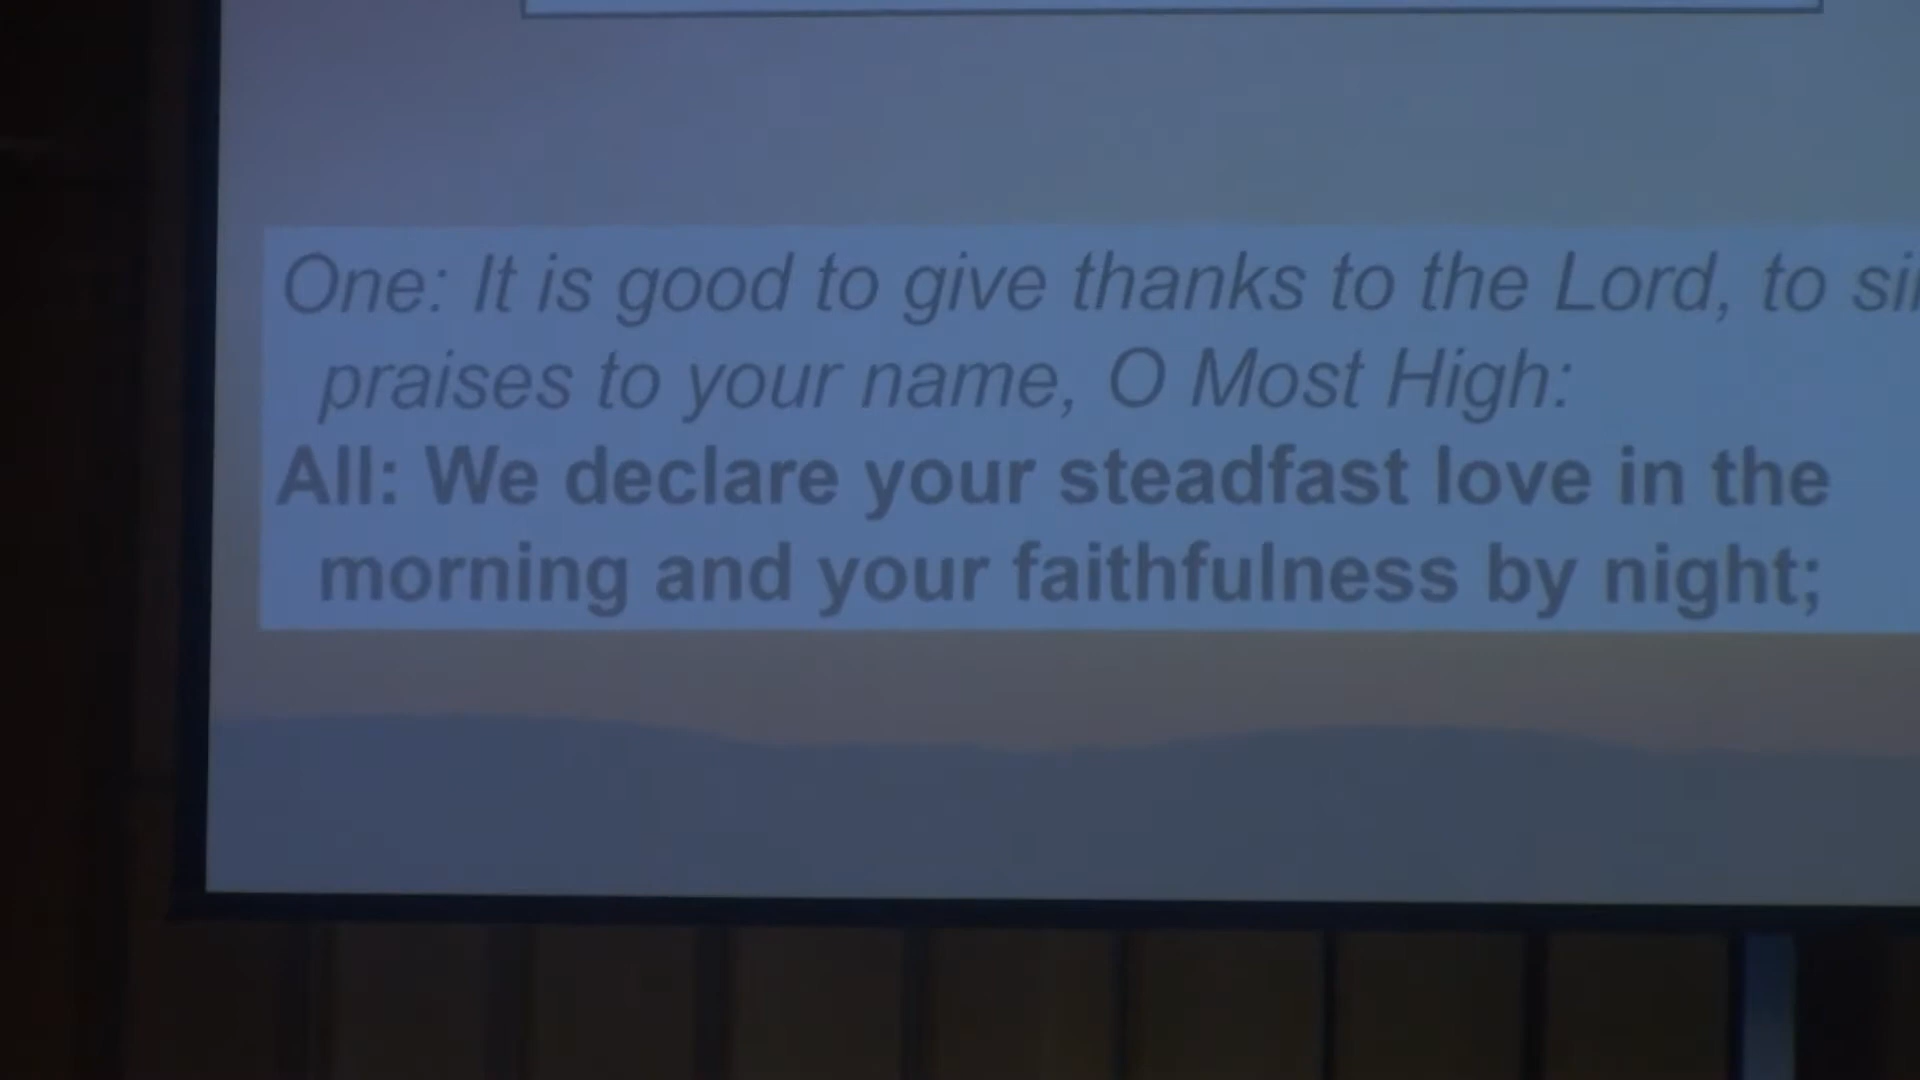 One: It is good to give thanks to the Lord, to
praises to your name, O Most High:
All: We declare your steadfast love in the
morning and your faithfulness by night;